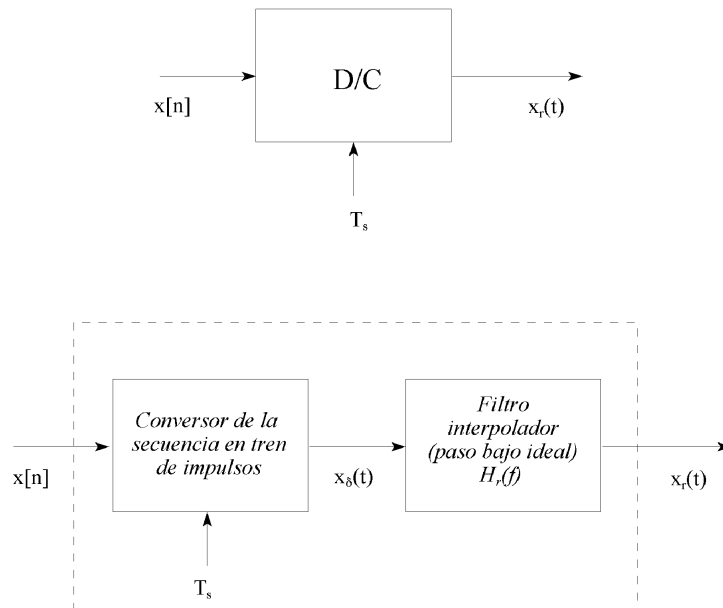 D/C
x[n]
x_r(t)
T_s
Conversor de la
secuencia en tren
de impulsos
Filtro
interpolador
(paso bajo ideal)
H_r(f)
x[n]
x_δ(t)
x_r(t)
T_s